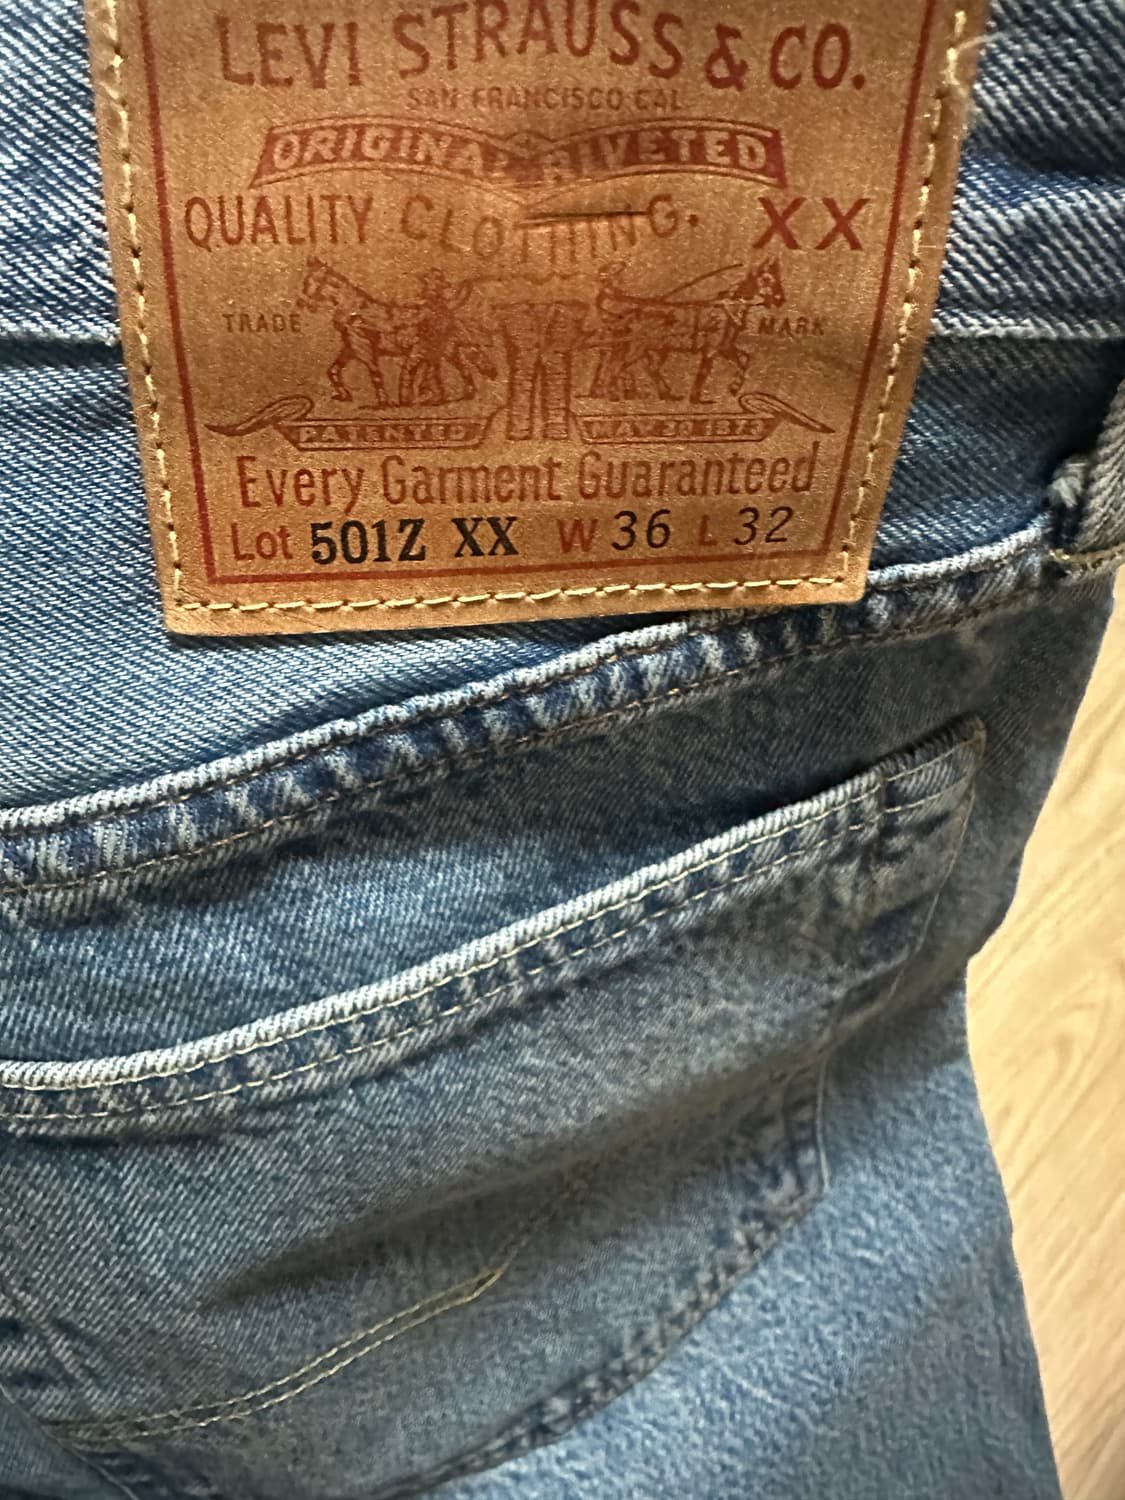 LEVI STRAUSS & CO.
SAN FRANCISCO CAL
ORIGINAL RIVETED
QUALITY CLOTHING. XX
TRADE MARK
PATENTED MAY 20 1873
Every Garment Guaranteed
Lot 501Z XX W 36 L 32